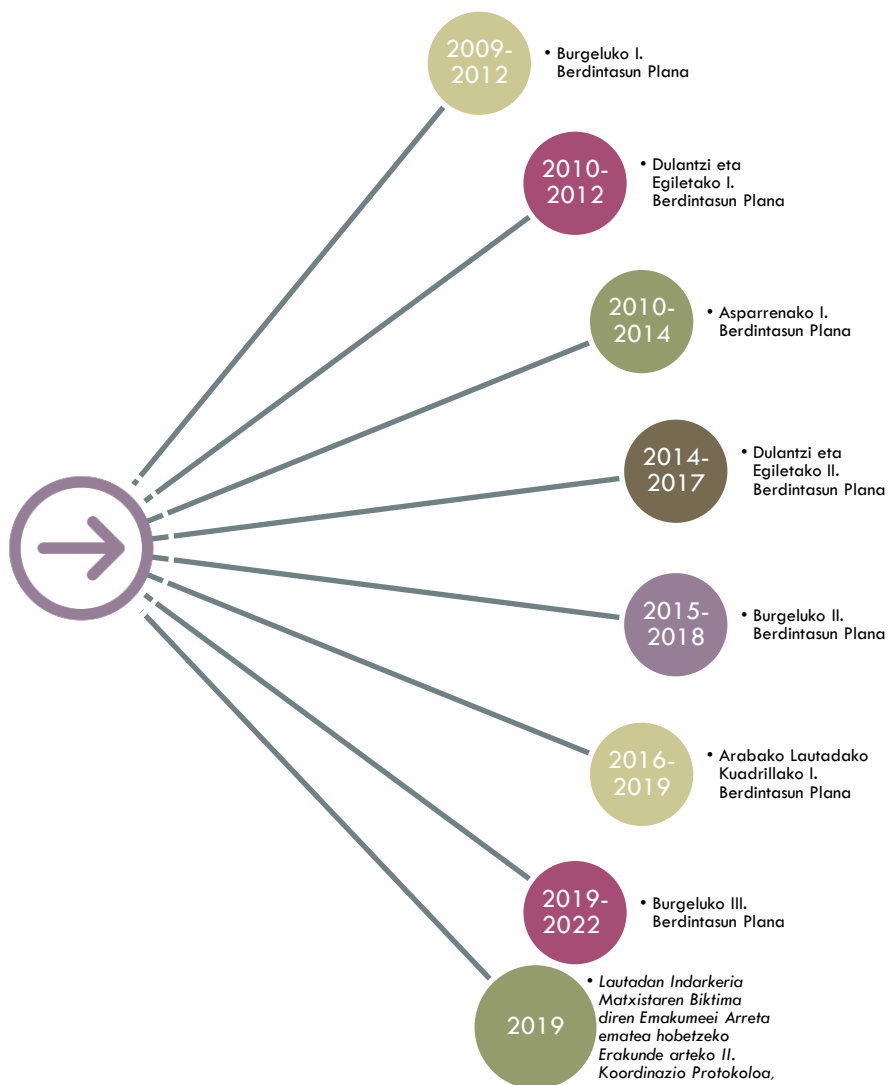 2009-
2012
• Burgeluko I.
Berdintasun Plana
2010-
2012
• Dulantzi eta
Egiletako I.
Berdintasun Plana
2010-
2014
• Asparrenako I.
Berdintasun Plana
2014-
2017
• Dulantzi eta
Egiletako II.
Berdintasun Plana
2015-
2018
• Burgeluko II.
Berdintasun Plana
2016-
2019
• Arabako Lautadako
Kuadrillako I.
Berdintasun Plana
2019-
2022
• Burgeluko III.
Berdintasun Plana
2019
• Lautadan Indarkeria
Matxistaren Biktima
diren Emakumeei Arreta
ematea hobetzeko
Erakunde arteko II.
Koordinazio Protokoloa,